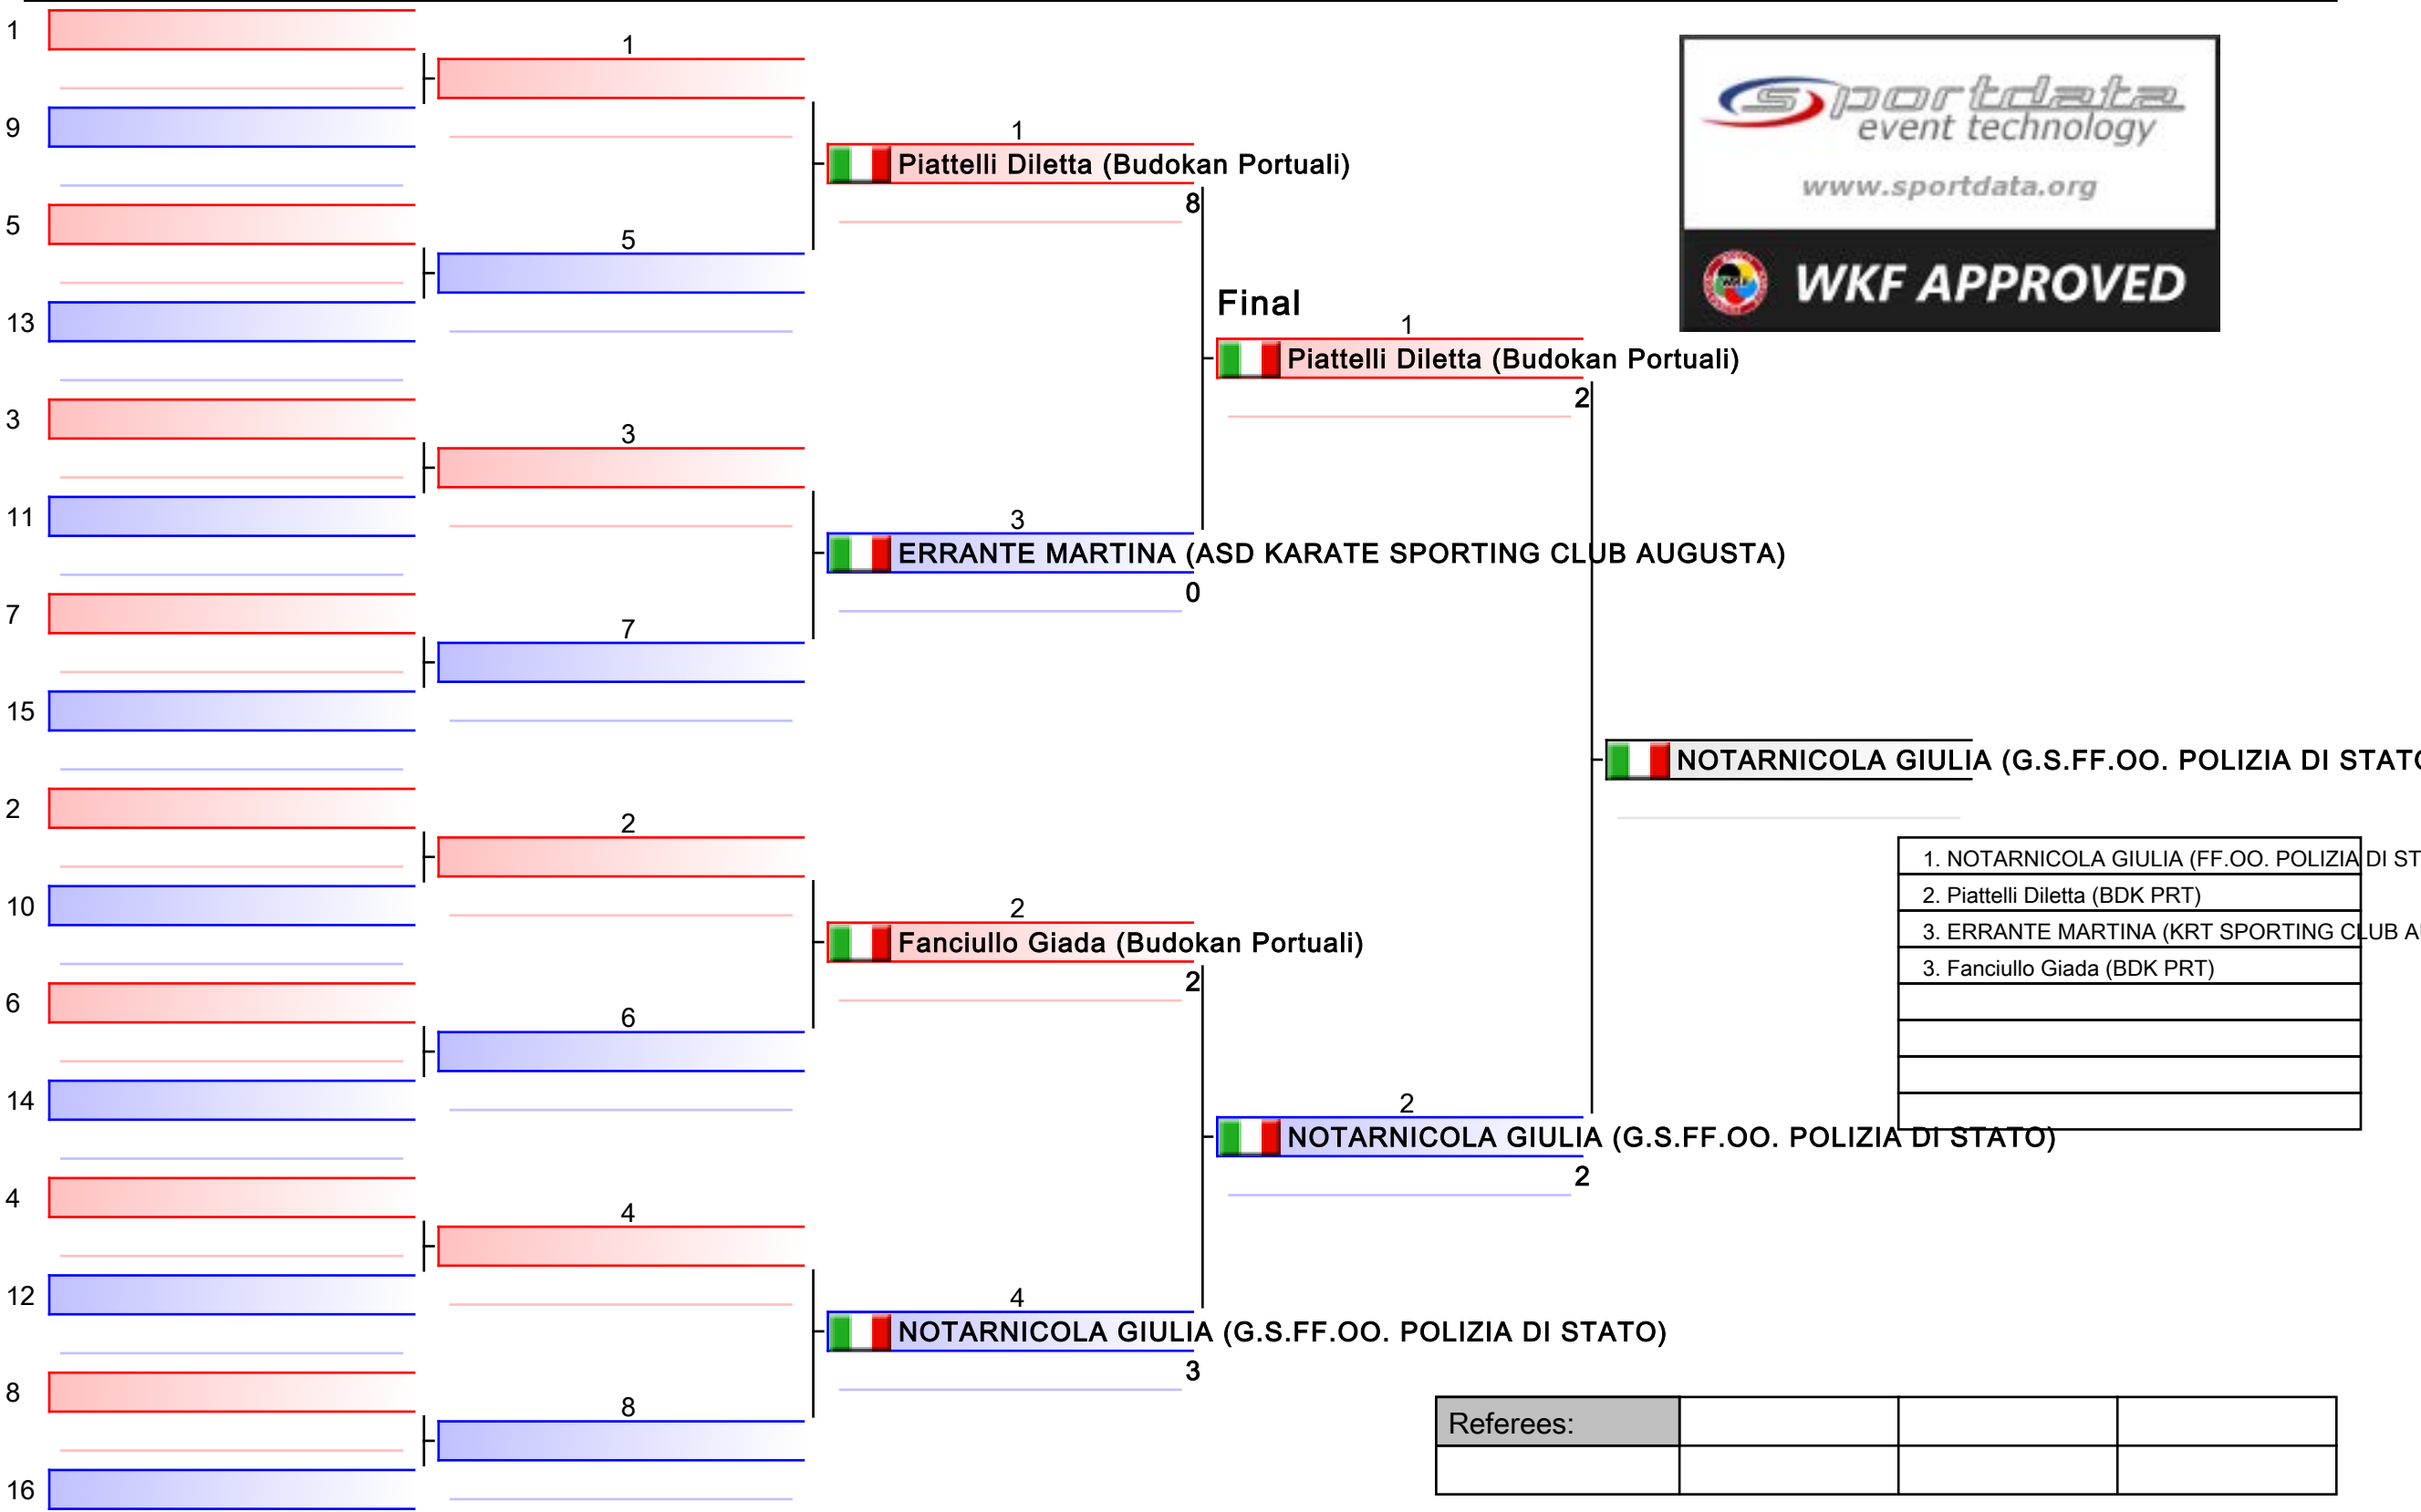 1
9
5
13
3
11
7
15
2
10
6
14
4
12
8
16
1
5
3
7
2
6
4
8
1
Piattelli Diletta (Budokan Portuali)
8
3
ERRANTE MARTINA (ASD KARATE SPORTING CLUB AUGUSTA)
0
2
Fanciullo Giada (Budokan Portuali)
2
4
NOTARNICOLA GIULIA (G.S.FF.OO. POLIZIA DI STATO)
3
Final
1
Piattelli Diletta (Budokan Portuali)
2
2
NOTARNICOLA GIULIA (G.S.FF.OO. POLIZIA DI STATO)
2
NOTARNICOLA GIULIA (G.S.FF.OO. POLIZIA DI STATO
sportdata
event technology
www.sportdata.org
WKF APPROVED
1. NOTARNICOLA GIULIA (FF.OO. POLIZIA DI ST
2. Piattelli Diletta (BDK PRT)
3. ERRANTE MARTINA (KRT SPORTING CLUB A
3. Fanciullo Giada (BDK PRT)
Referees: